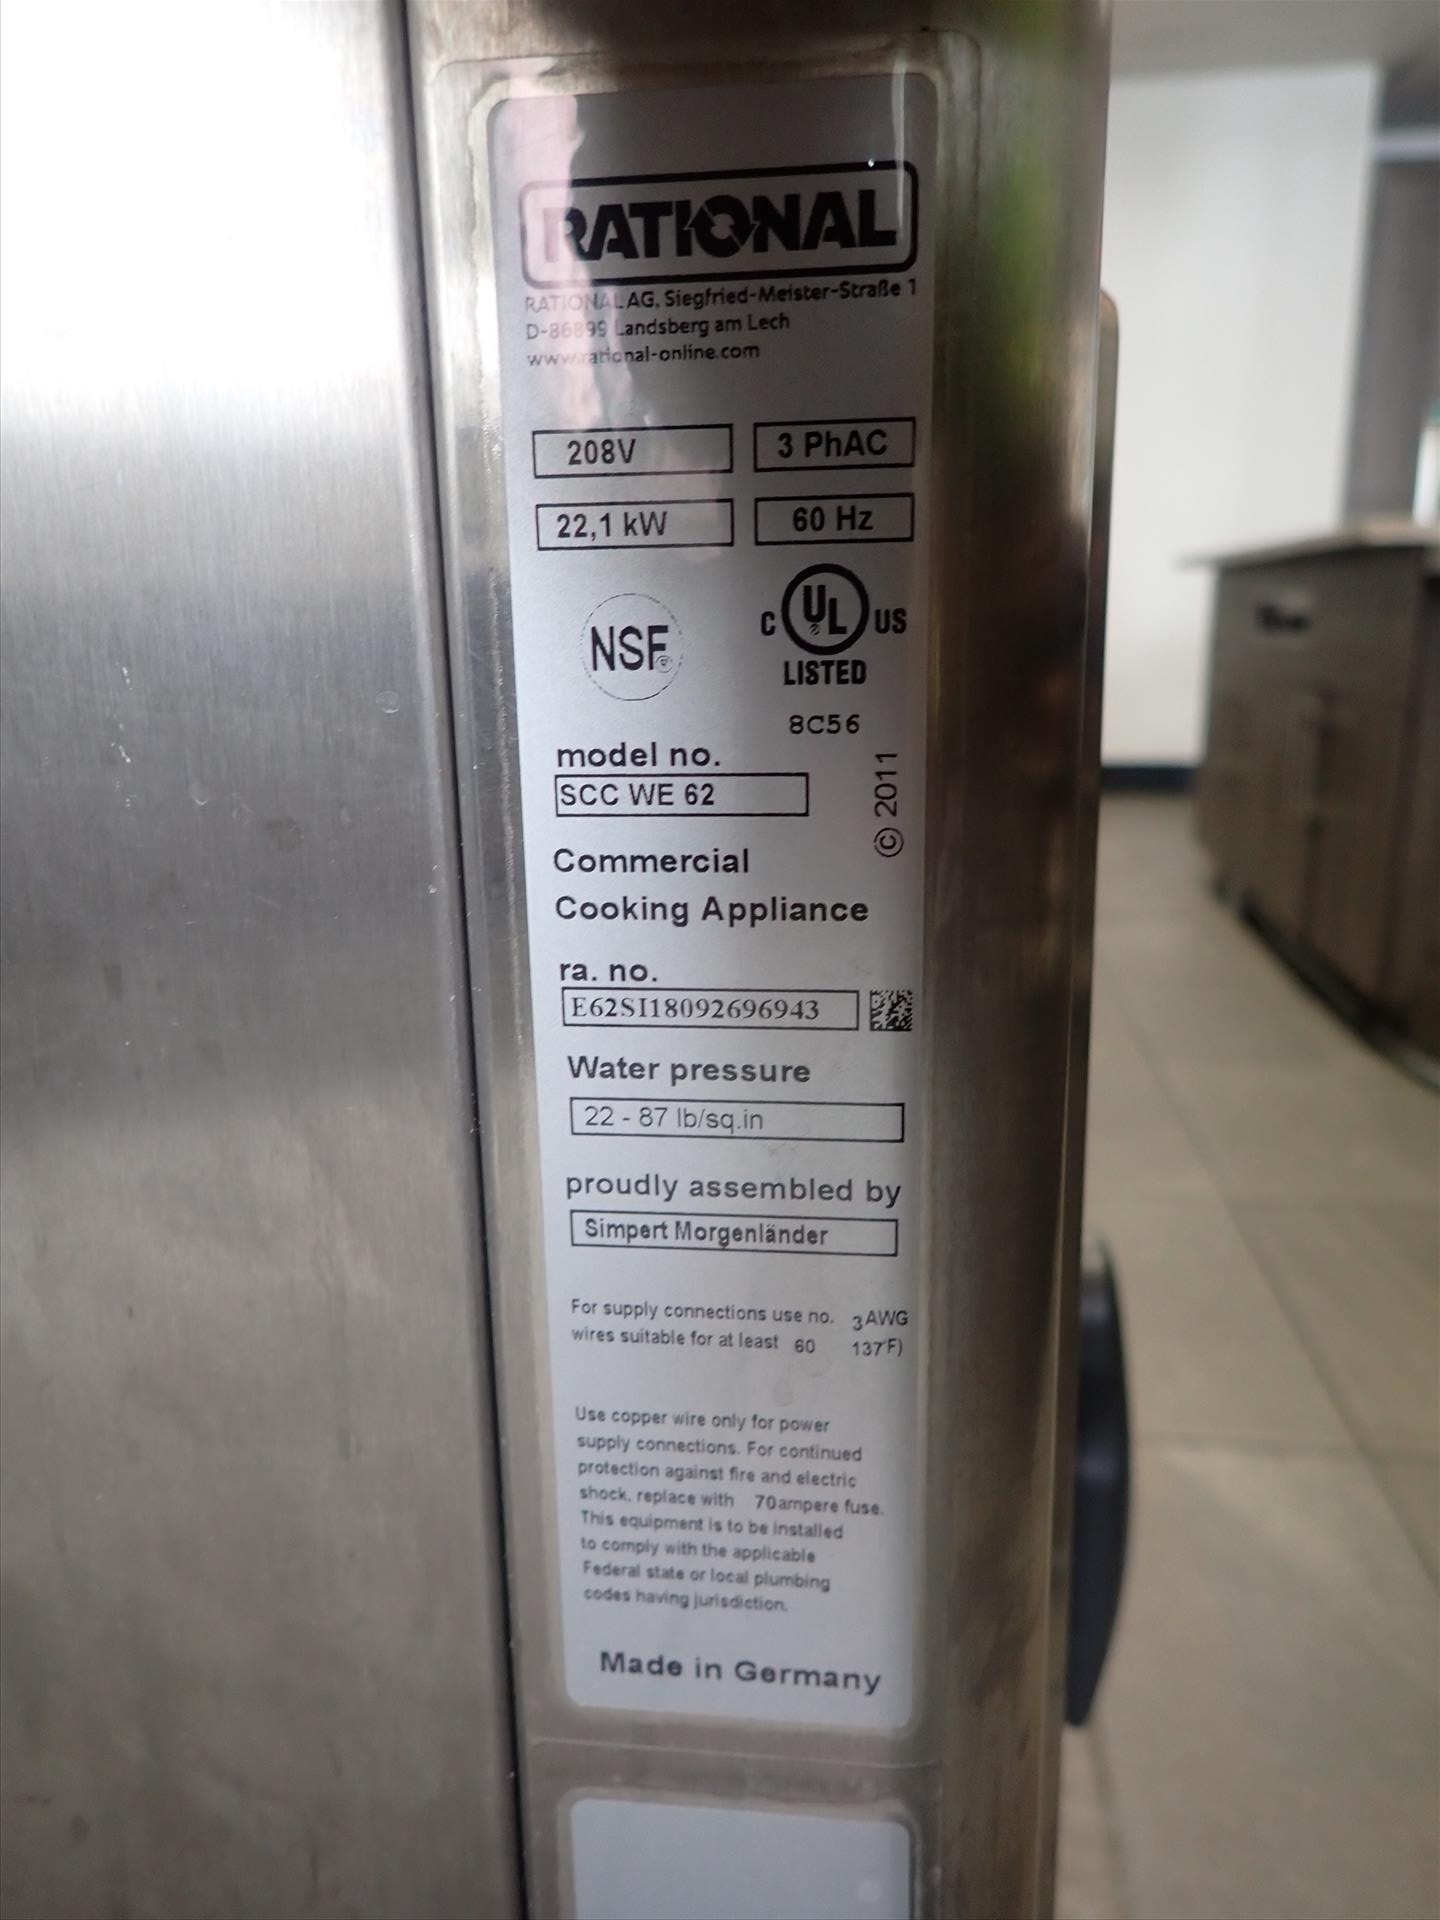 RATIONAL
RATIONAL AG, Siegfried-Meister-Straße 1
D-86899 Landsberg am Lech
www.rational-online.com
208V 3 PhAC
22,1 kW 60 Hz
NSF ®
C UL ® US
LISTED
8C56
model no.
SCC WE 62
© 2011
Commercial
Cooking Appliance
ra. no.
E62SI18092696943
Water pressure
22 - 87 lb/sq.in
proudly assembled by
Simpert Morgenländer
For supply connections use no. 3 AWG
wires suitable for at least 60 137°F)
Use copper wire only for power
supply connections. For continued
protection against fire and electric
shock, replace with 70 ampere fuse.
This equipment is to be installed
to comply with the applicable
Federal state or local plumbing
codes having jurisdiction.
Made in Germany